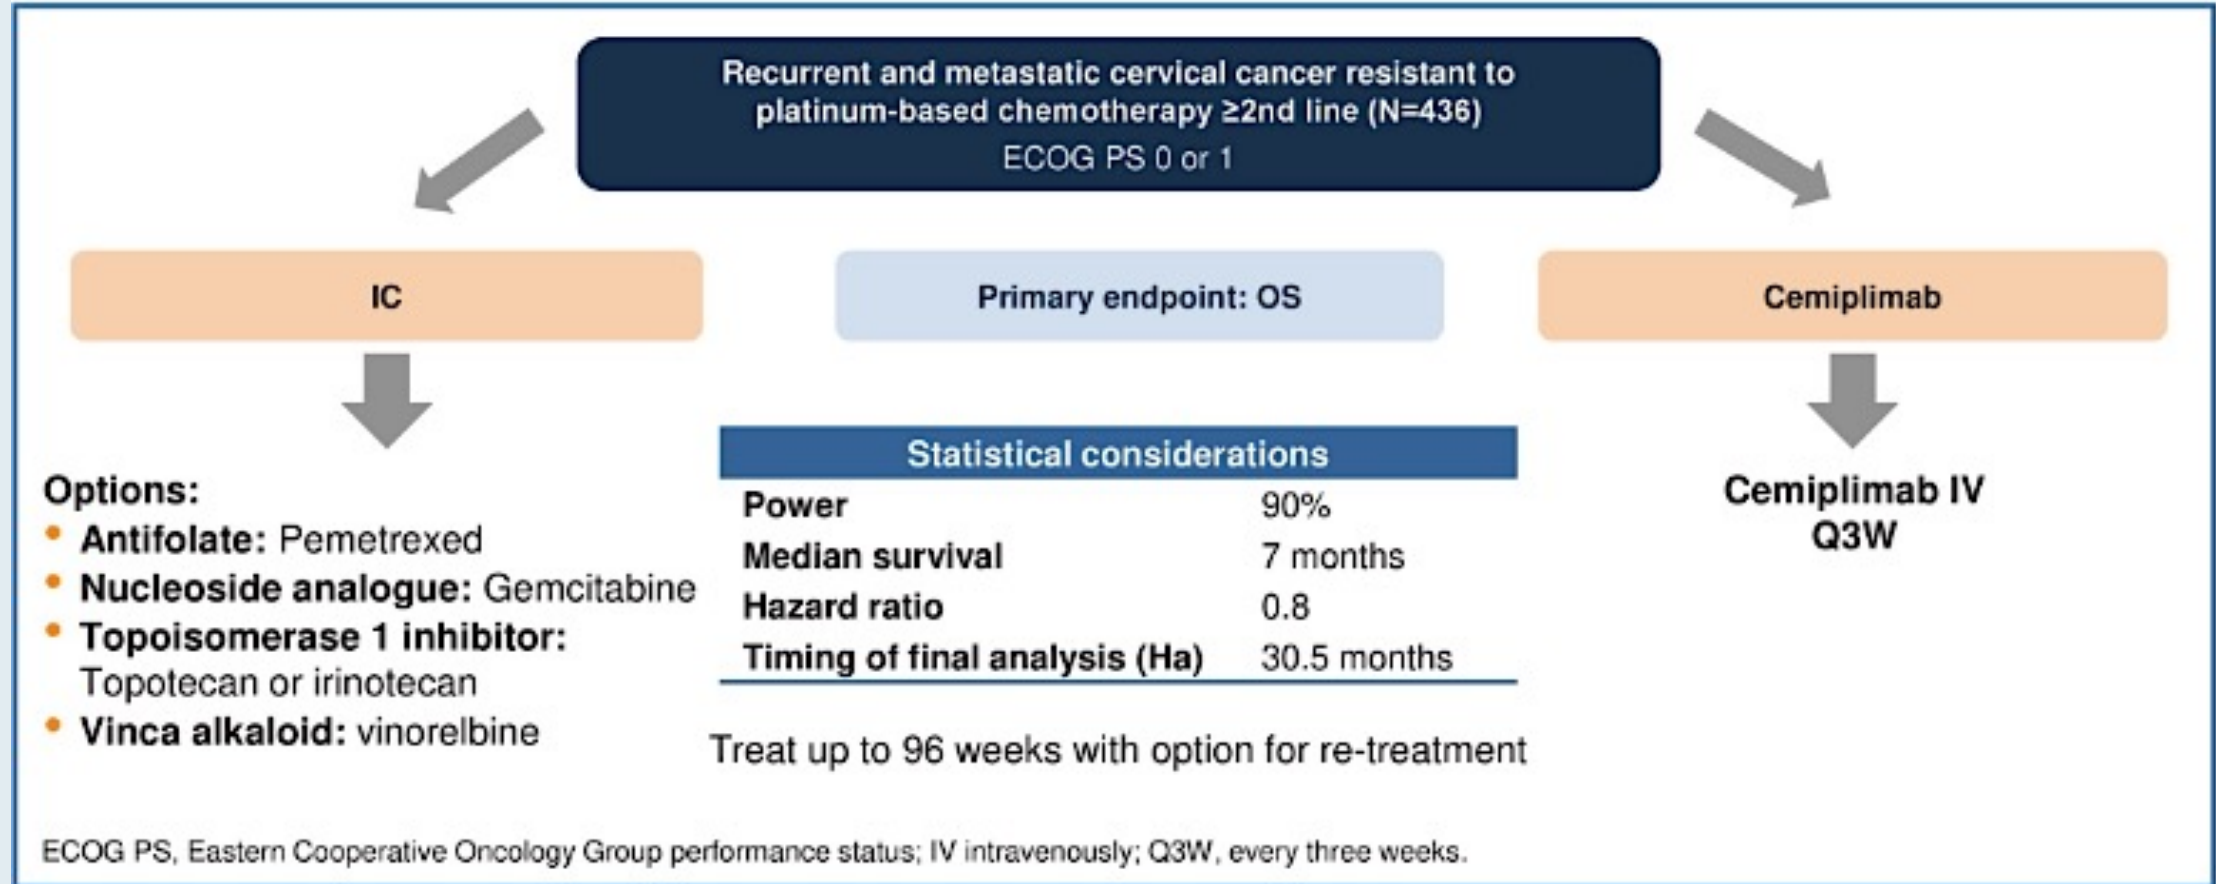 Recurrent and metastatic cervical cancer resistant to
platinum-based chemotherapy ≥2nd line (N=436)
ECOG PS 0 or 1
IC
Primary endpoint: OS
Cemiplimab
Options:
• Antifolate: Pemetrexed
• Nucleoside analogue: Gemcitabine
• Topoisomerase 1 inhibitor:
Topotecan or irinotecan
• Vinca alkaloid: vinorelbine
Statistical considerations
Power 90%
Median survival 7 months
Hazard ratio 0.8
Timing of final analysis (Ha) 30.5 months
Treat up to 96 weeks with option for re-treatment
Cemiplimab IV
Q3W
ECOG PS, Eastern Cooperative Oncology Group performance status; IV intravenously; Q3W, every three weeks.